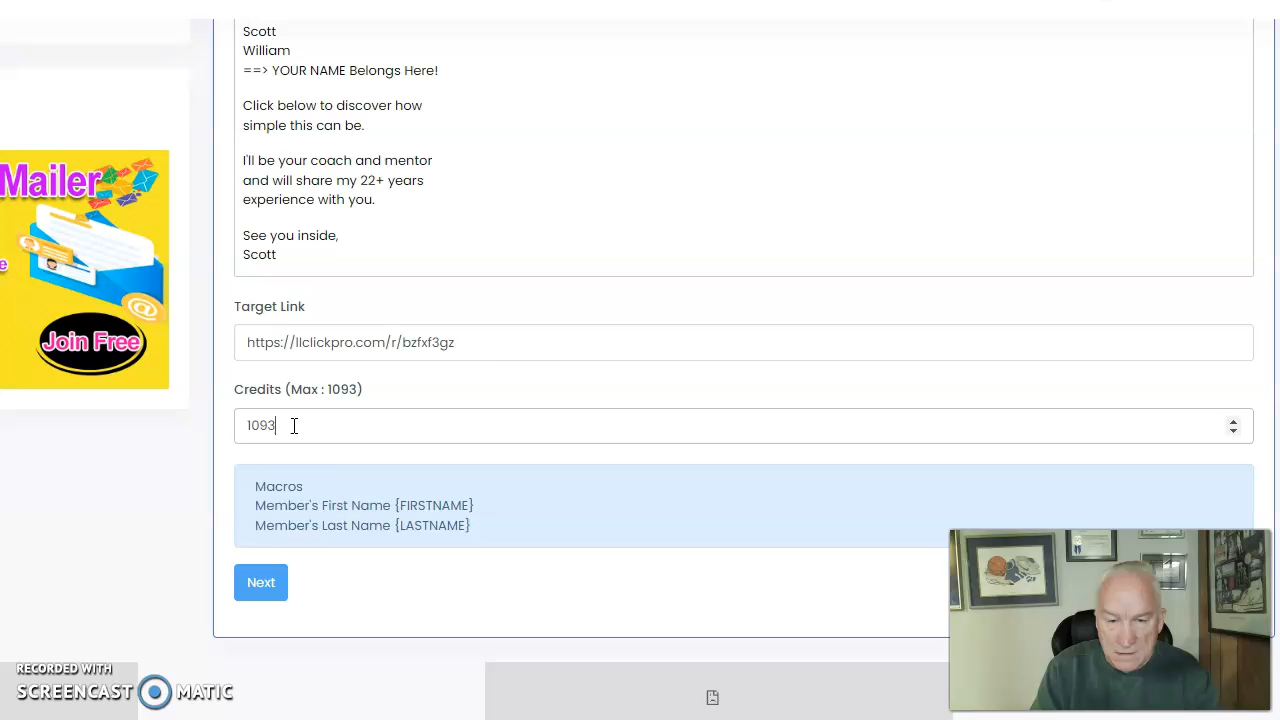 Scott
William
==> YOUR NAME Belongs Here!
Click below to discover how
simple this can be.
I'll be your coach and mentor
and will share my 22+ years
experience with you.
See you inside,
Scott
Mailer
e
Join Free
Target Link
https://llclickpro.com/r/bzfxf3gz
Credits (Max : 1093)
1093
Macros
Member's First Name {FIRSTNAME}
Member's Last Name {LASTNAME}
Next
RECORDED WITH
SCREENCAST MATIC